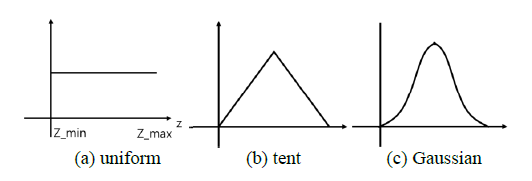 Z_min Z_max z
(a) uniform (b) tent (c) Gaussian